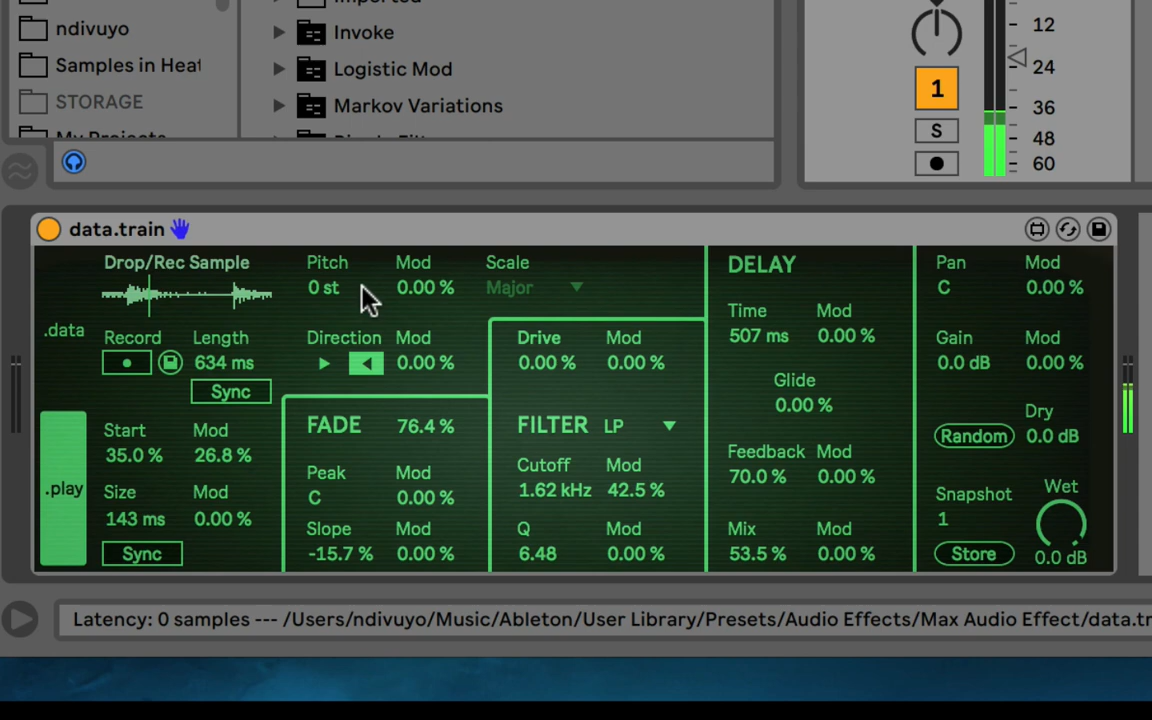 ndivuyo
Samples in Heat
STORAGE
My Projects
Imported
Invoke
Logistic Mod
Markov Variations
12
24
36
48
60
1
S
data.train
.data
.play
Drop/Rec Sample
Record
Length
634 ms
Sync
Start
Mod
35.0 %
26.8 %
Size
Mod
143 ms
0.00 %
Sync
Pitch
Mod
Scale
0 st
0.00 %
Major
Direction
Mod
0.00 %
FADE
76.4 %
Peak
Mod
C
0.00 %
Slope
Mod
-15.7 %
0.00 %
Drive
Mod
0.00 %
0.00 %
FILTER
LP
Cutoff
Mod
1.62 kHz
42.5 %
Q
Mod
6.48
0.00 %
DELAY
Time
Mod
507 ms
0.00 %
Glide
0.00 %
Feedback
Mod
70.0 %
0.00 %
Mix
Mod
53.5 %
0.00 %
Pan
Mod
C
0.00 %
Gain
Mod
0.0 dB
0.00 %
Dry
Random
0.0 dB
Snapshot
Wet
1
Store
0.0 dB
Latency: 0 samples --- /Users/ndivuyo/Music/Ableton/User Library/Presets/Audio Effects/Max Audio Effect/data.tr